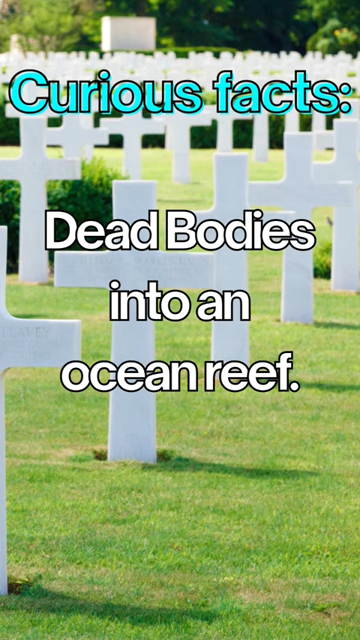 Curious facts:
Dead Bodies
into an
ocean reef.